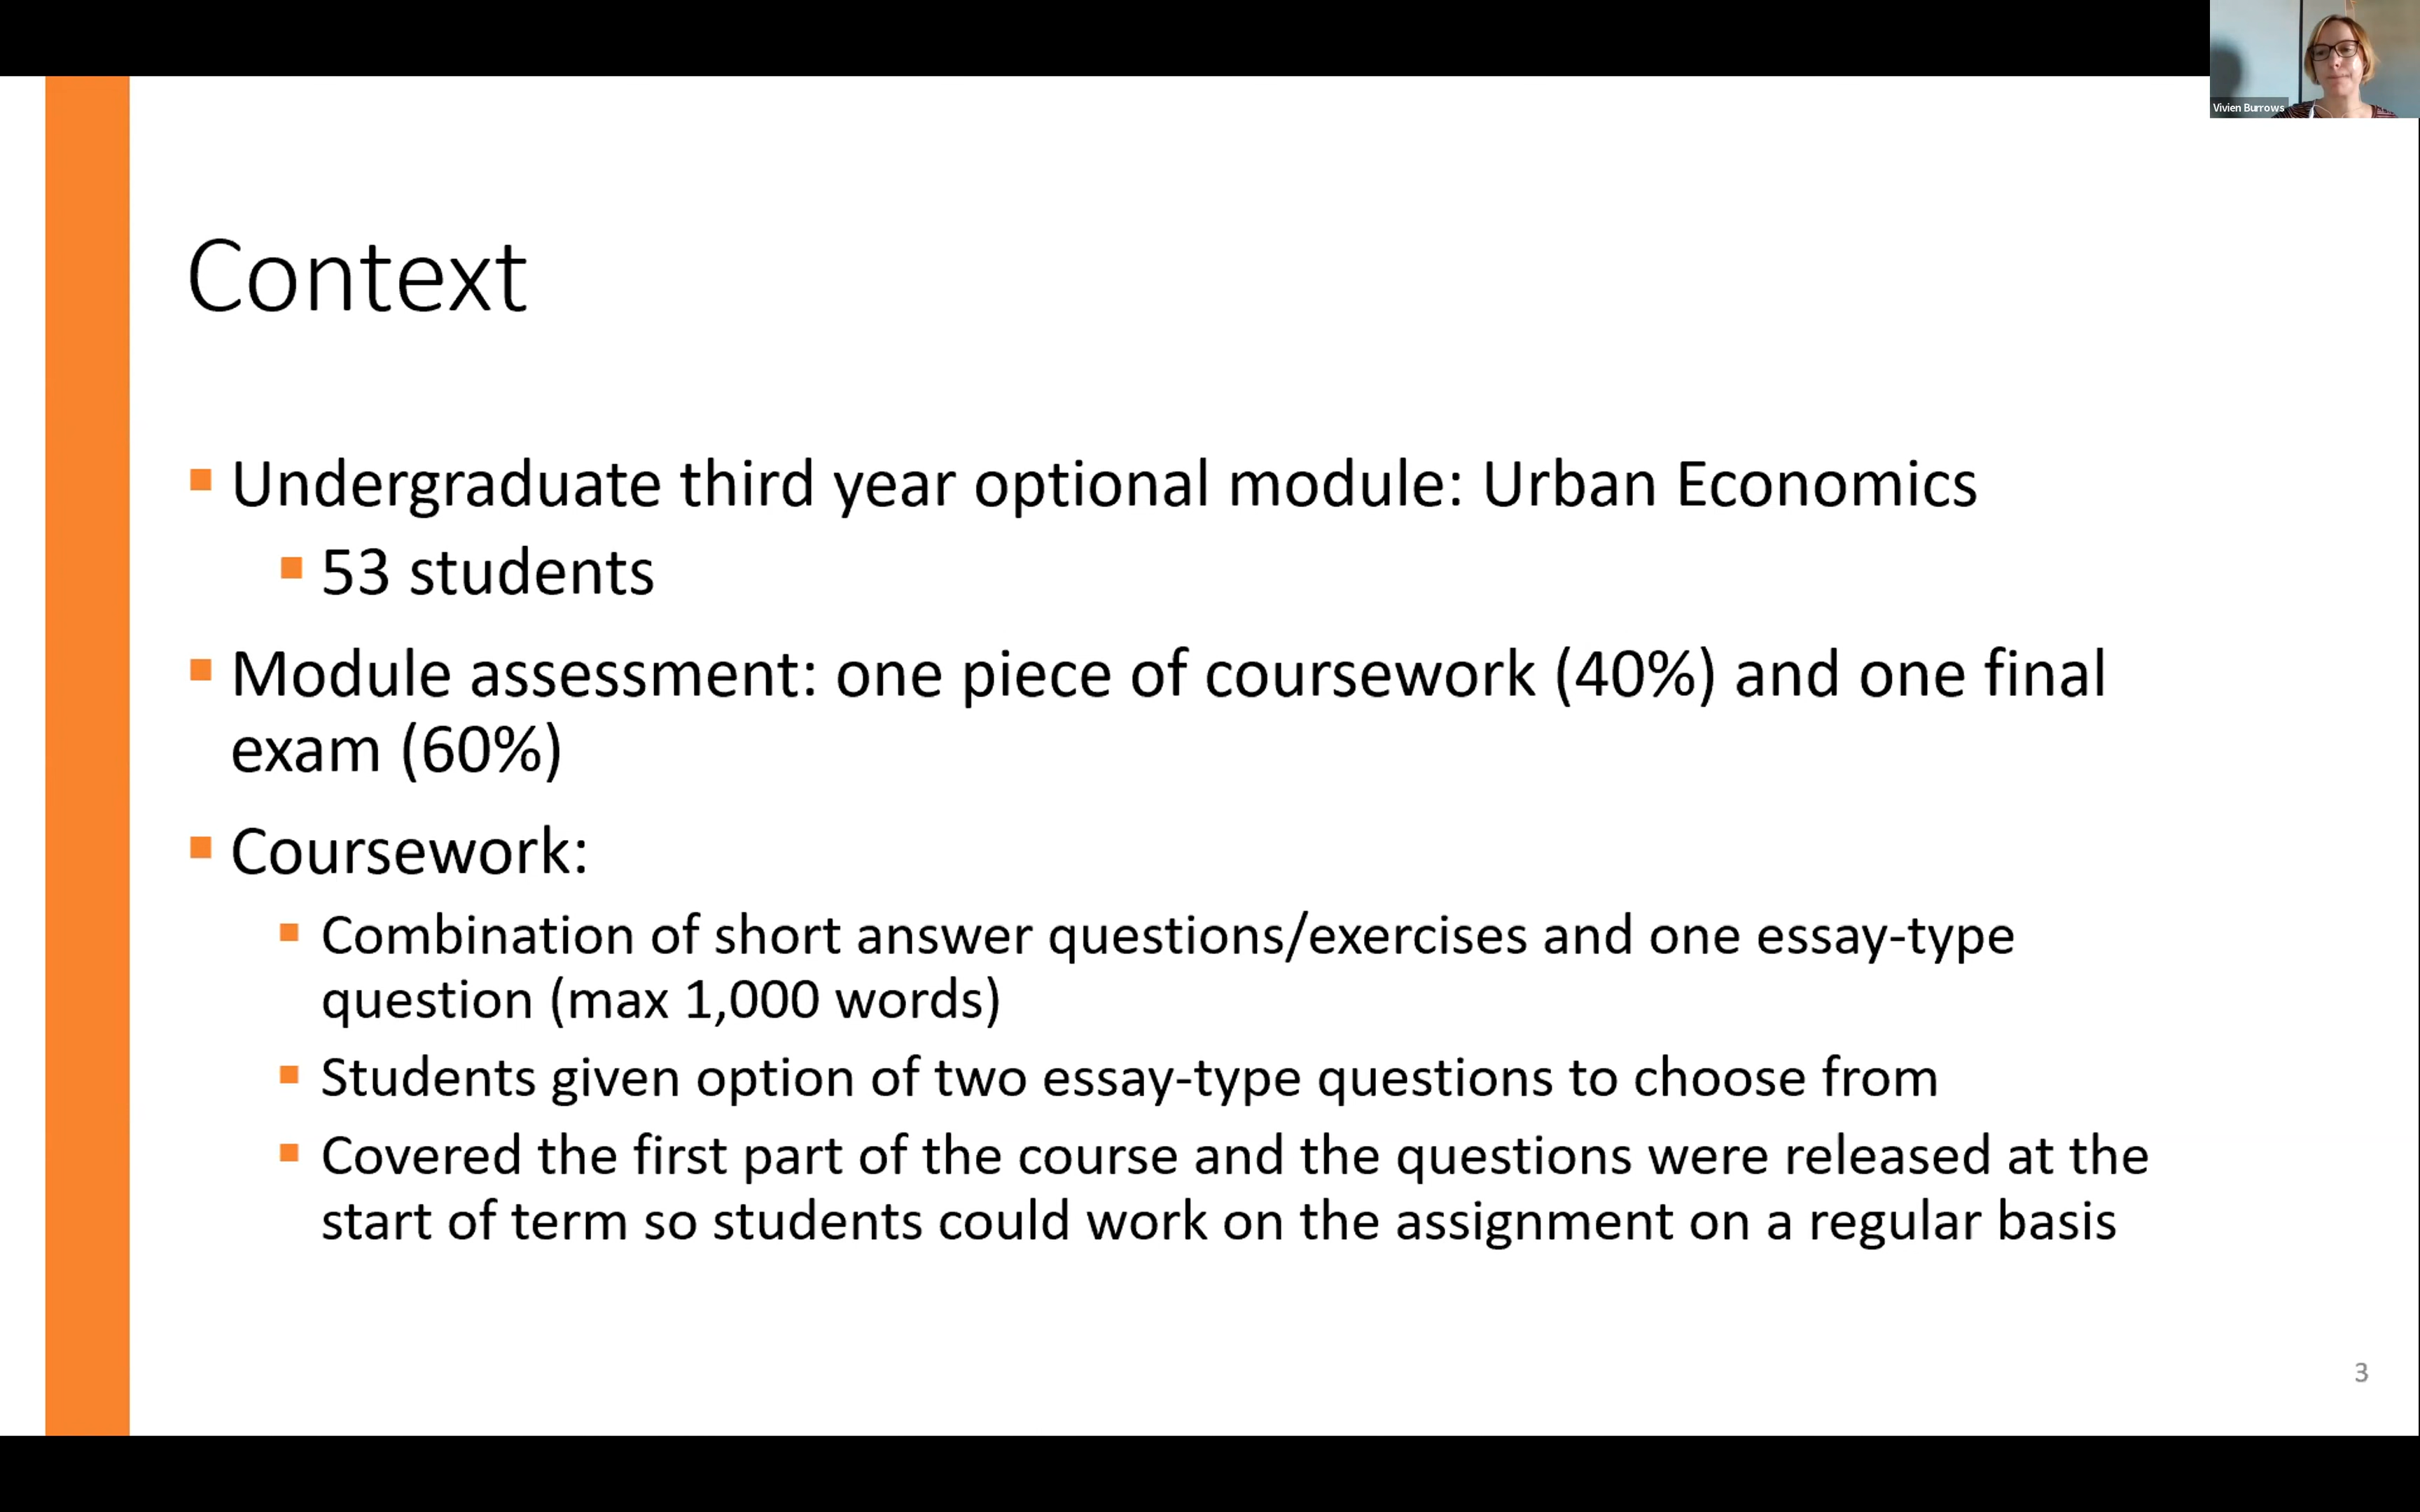 Vivien Burrows
Context
Undergraduate third year optional module: Urban Economics
53 students
Module assessment: one piece of coursework (40%) and one final
exam (60%)
Coursework:
Combination of short answer questions/exercises and one essay-type
question (max 1,000 words)
Students given option of two essay-type questions to choose from
Covered the first part of the course and the questions were released at the
start of term so students could work on the assignment on a regular basis
3